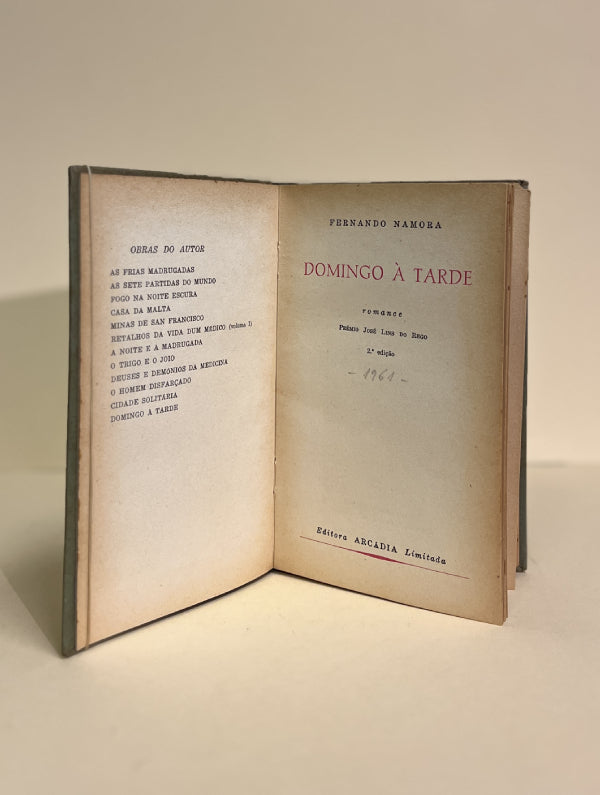 OBRAS DO AUTOR
AS FRIAS MADRUGADAS
AS SETE PARTIDAS DO MUNDO
FOGO NA NOITE ESCURA
CASA DA MALTA
MINAS DE SAN FRANCISCO
RETALHOS DA VIDA DUM MÉDICO (volume I)
A NOITE E A MADRUGADA
O TRIGO E O JOIO
DEUSES E DEMÓNIOS DA MEDICINA
O HOMEM DISFARÇADO
CIDADE SOLITÁRIA
DOMINGO À TARDE
FERNANDO NAMORA
DOMINGO À TARDE
romance
PRÉMIO JOSÉ LINS DO REGO
2.ª edição
- 1961 -
Editora ARCADIA Limitada